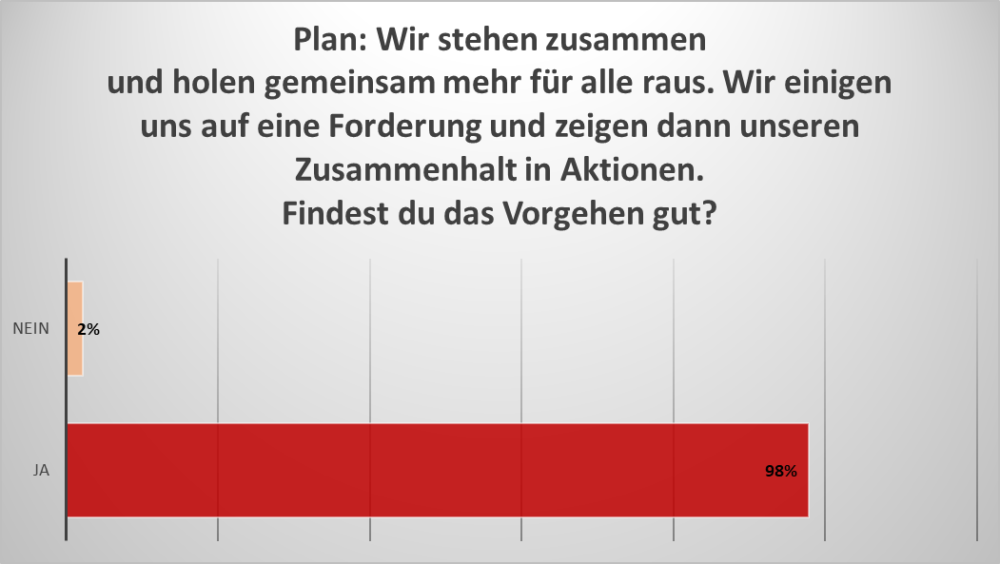 Plan: Wir stehen zusammen
und holen gemeinsam mehr für alle raus. Wir einigen
uns auf eine Forderung und zeigen dann unseren
Zusammenhalt in Aktionen.
Findest du das Vorgehen gut?
NEIN 2%
JA 98%